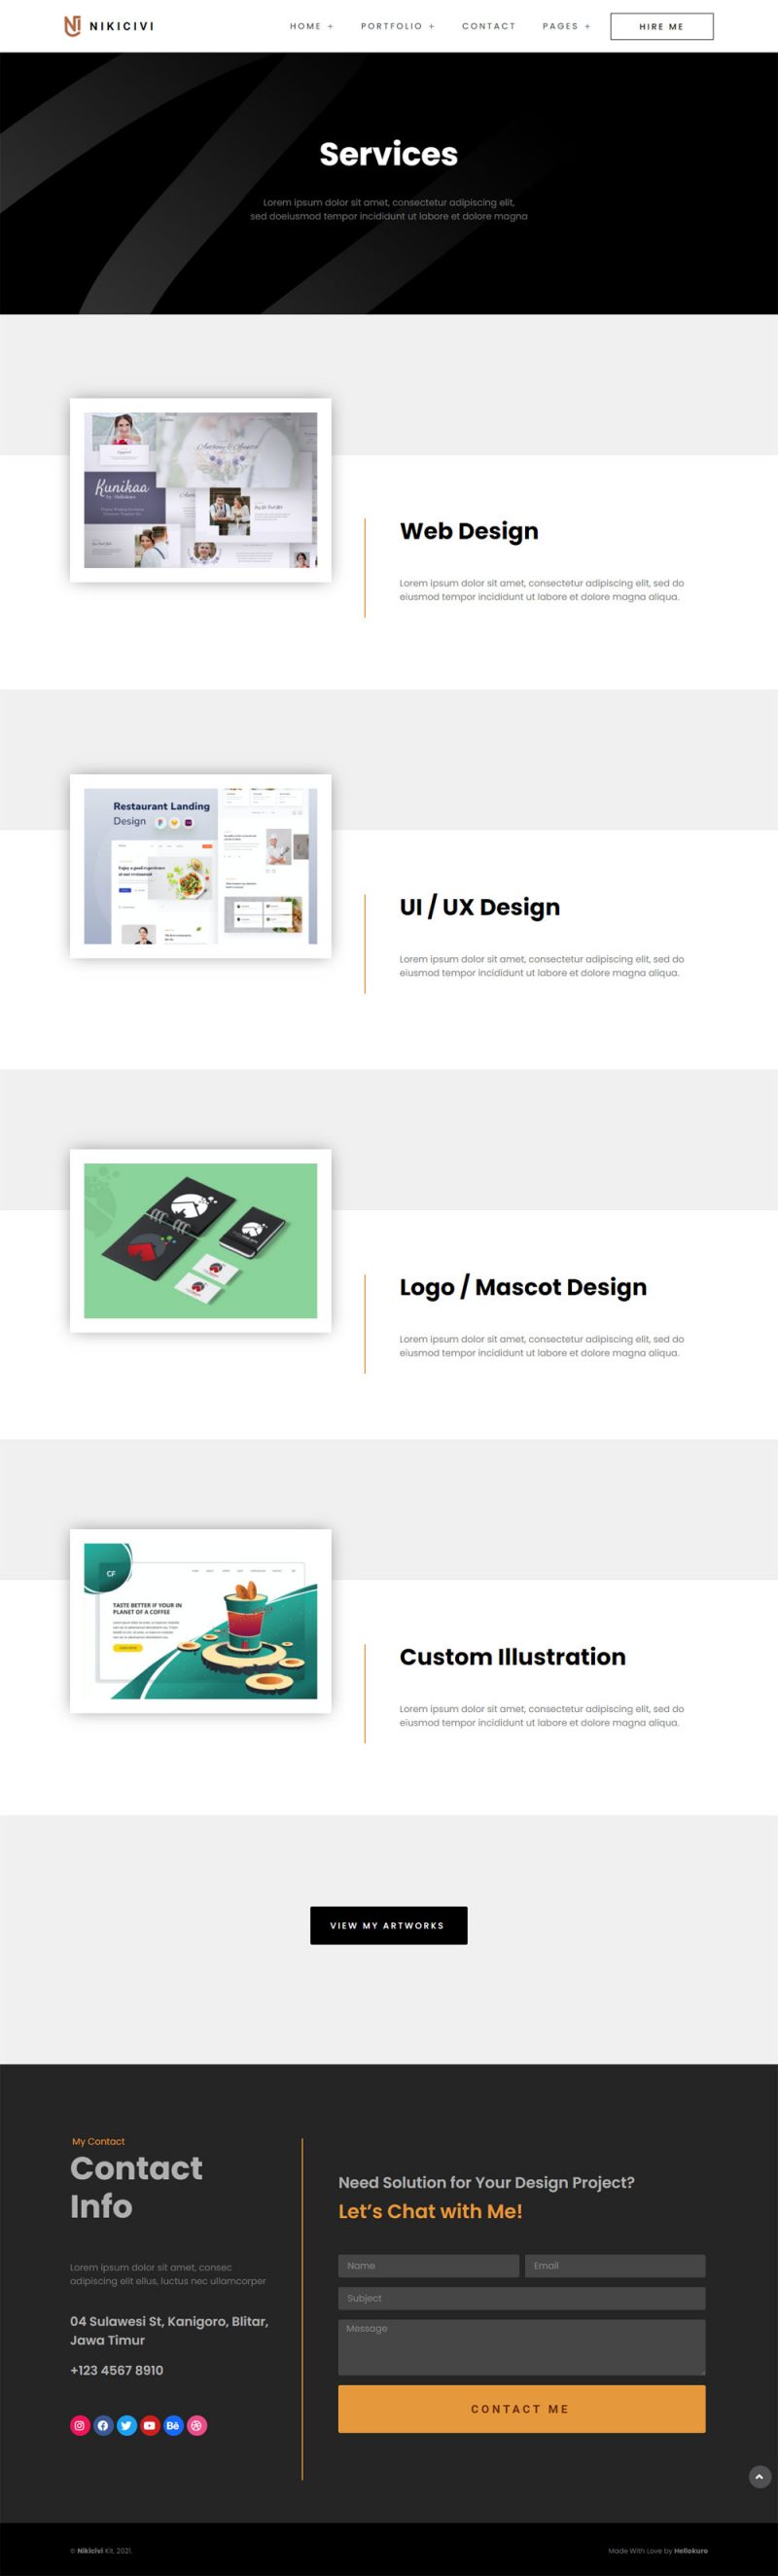 NIKICIVI
HOME +
PORTFOLIO +
CONTACT
PAGES +
HIRE ME
Services
Lorem ipsum dolor sit amet, consectetur adipiscing elit,
sed doeiusmod tempor incididunt ut labore et dolore magna
Kunikaa
by Hellokuro
Web Design
Lorem ipsum dolor sit amet, consectetur adipiscing elit, sed do
eiusmod tempor incididunt ut labore et dolore magna aliqua.
Restaurant Landing
Design
Enjoy a good experience
at our restaurant
UI / UX Design
Lorem ipsum dolor sit amet, consectetur adipiscing elit, sed do
eiusmod tempor incididunt ut labore et dolore magna aliqua.
Logo / Mascot Design
Lorem ipsum dolor sit amet, consectetur adipiscing elit, sed do
eiusmod tempor incididunt ut labore et dolore magna aliqua.
CF
TASTE BETTER IF YOUR IN
PLANET OF A COFFEE
Custom Illustration
Lorem ipsum dolor sit amet, consectetur adipiscing elit, sed do
eiusmod tempor incididunt ut labore et dolore magna aliqua.
VIEW MY ARTWORKS
My Contact
Contact
Info
Lorem ipsum dolor sit amet, consec
adipiscing elit ellus, luctus nec ullamcorper
04 Sulawesi St, Kanigoro, Blitar,
Jawa Timur
+123 4567 8910
Bē
Need Solution for Your Design Project?
Let's Chat with Me!
Name
Email
Subject
Message
CONTACT ME
© Nikicivi Kit, 2021.
Made With Love by Hellokuro